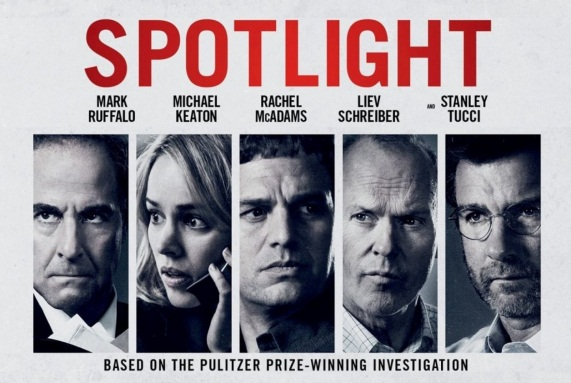 SPOTLIGHT
MARK MICHAEL RACHEL LIEV AND STANLEY
RUFFALO KEATON McADAMS SCHREIBER TUCCI
BASED ON THE PULITZER PRIZE-WINNING INVESTIGATION